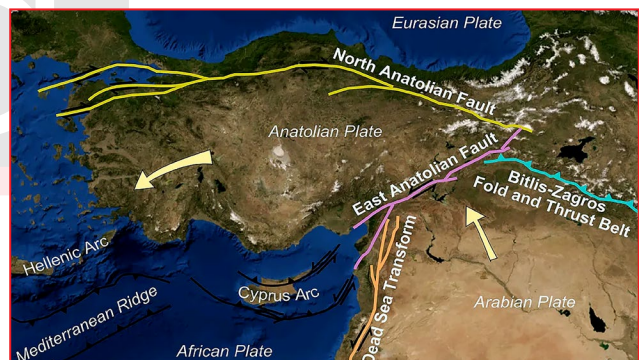 Eurasian Plate
North Anatolian Fault
Anatolian Plate
East Anatolian Fault
Bitlis-Zagros
Fold and Thrust Belt
Hellenic Arc
Cyprus Arc
Dead Sea Transform
Arabian Plate
Mediterranean Ridge
African Plate